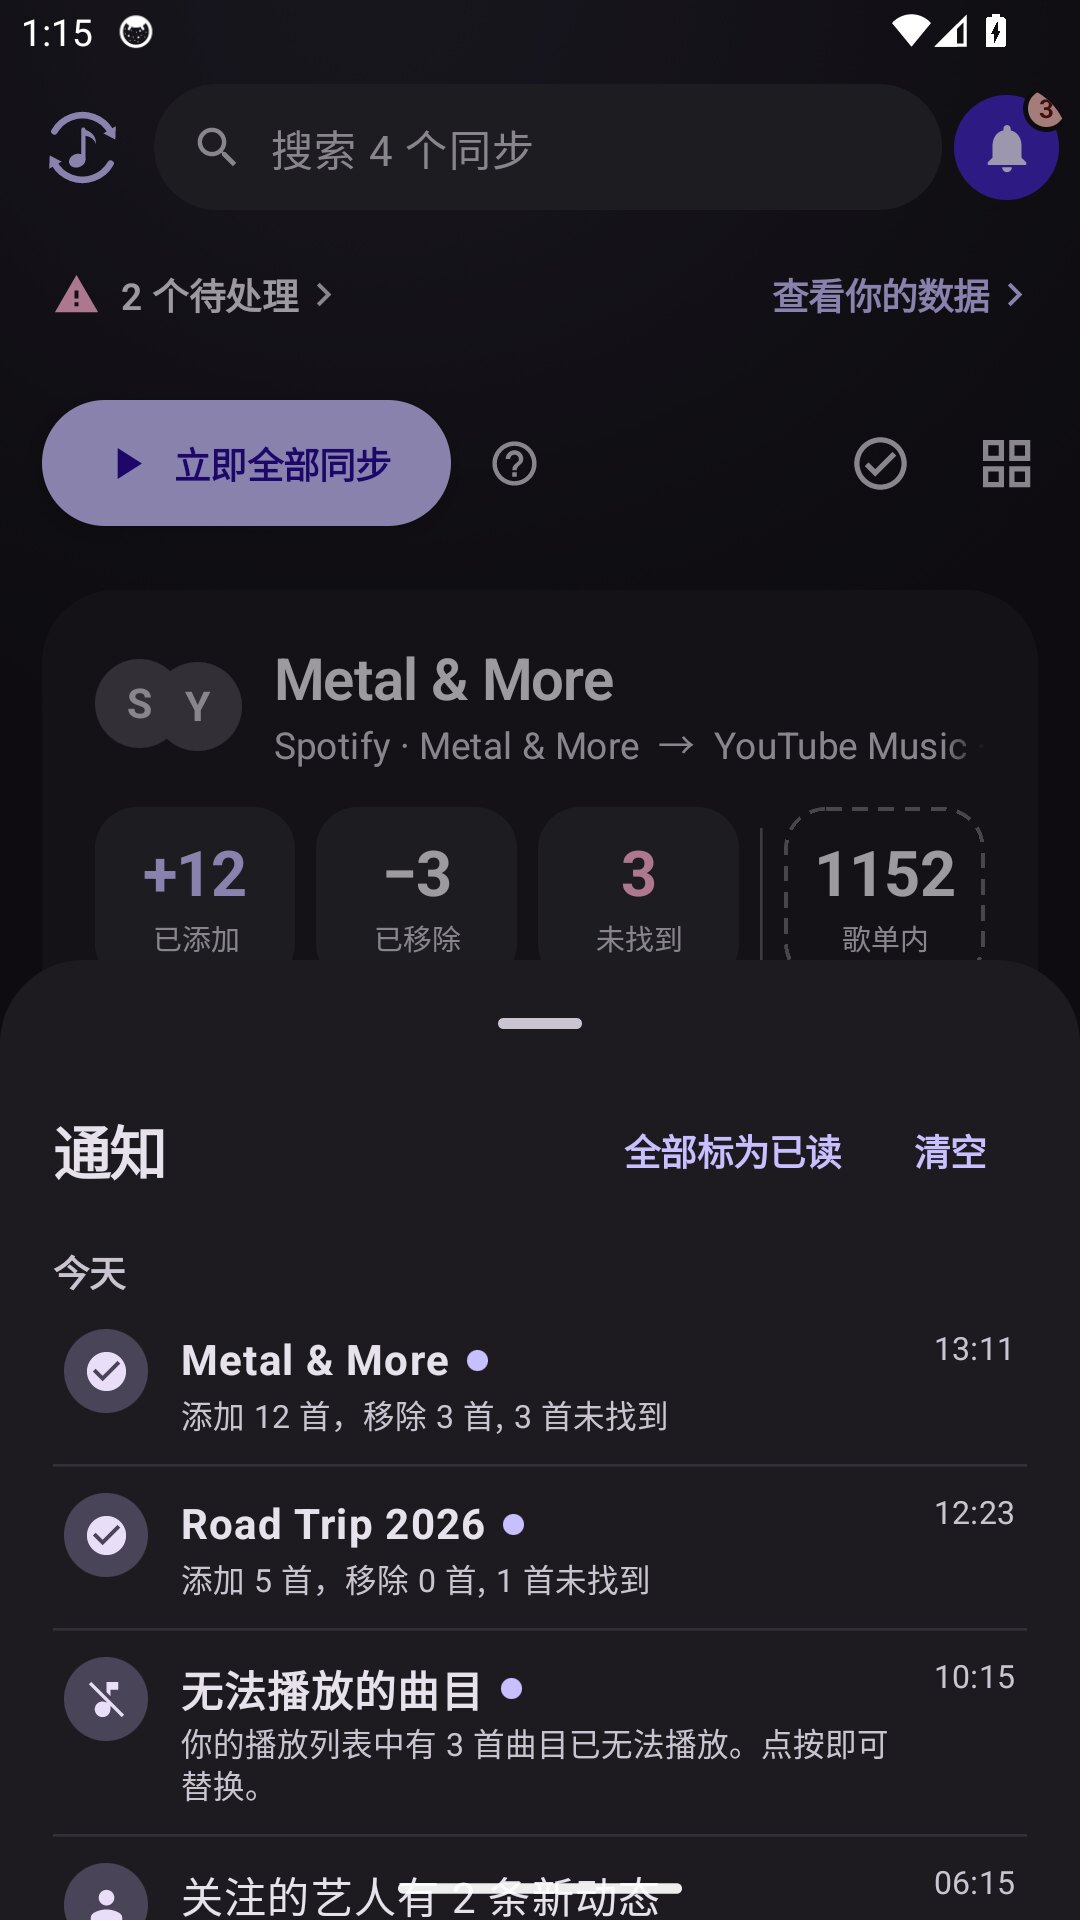 1:15
搜索 4 个同步
3
2 个待处理
查看你的数据
立即全部同步
S Y
Metal & More
Spotify · Metal & More → YouTube Music
+12
已添加
−3
已移除
3
未找到
1152
歌单内
通知
全部标为已读
清空
今天
Metal & More
13:11
添加 12 首，移除 3 首, 3 首未找到
Road Trip 2026
12:23
添加 5 首，移除 0 首, 1 首未找到
无法播放的曲目
10:15
你的播放列表中有 3 首曲目已无法播放。点按即可
替换。
关注的艺人有 2 条新动态
06:15